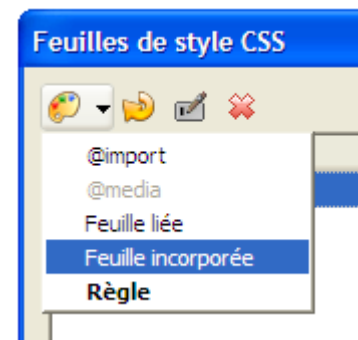 Feuilles de style CSS
@import
@media
Feuille liée
Feuille incorporée
Règle